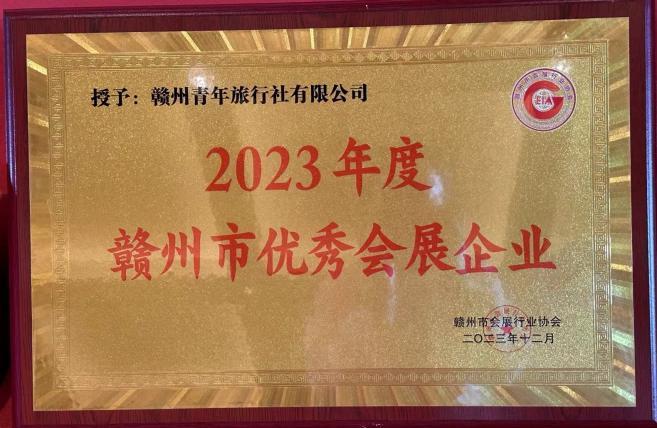 授予：赣州青年旅行社有限公司
2023年度
赣州市优秀会展企业
赣州市会展行业协会
二〇二三年十二月